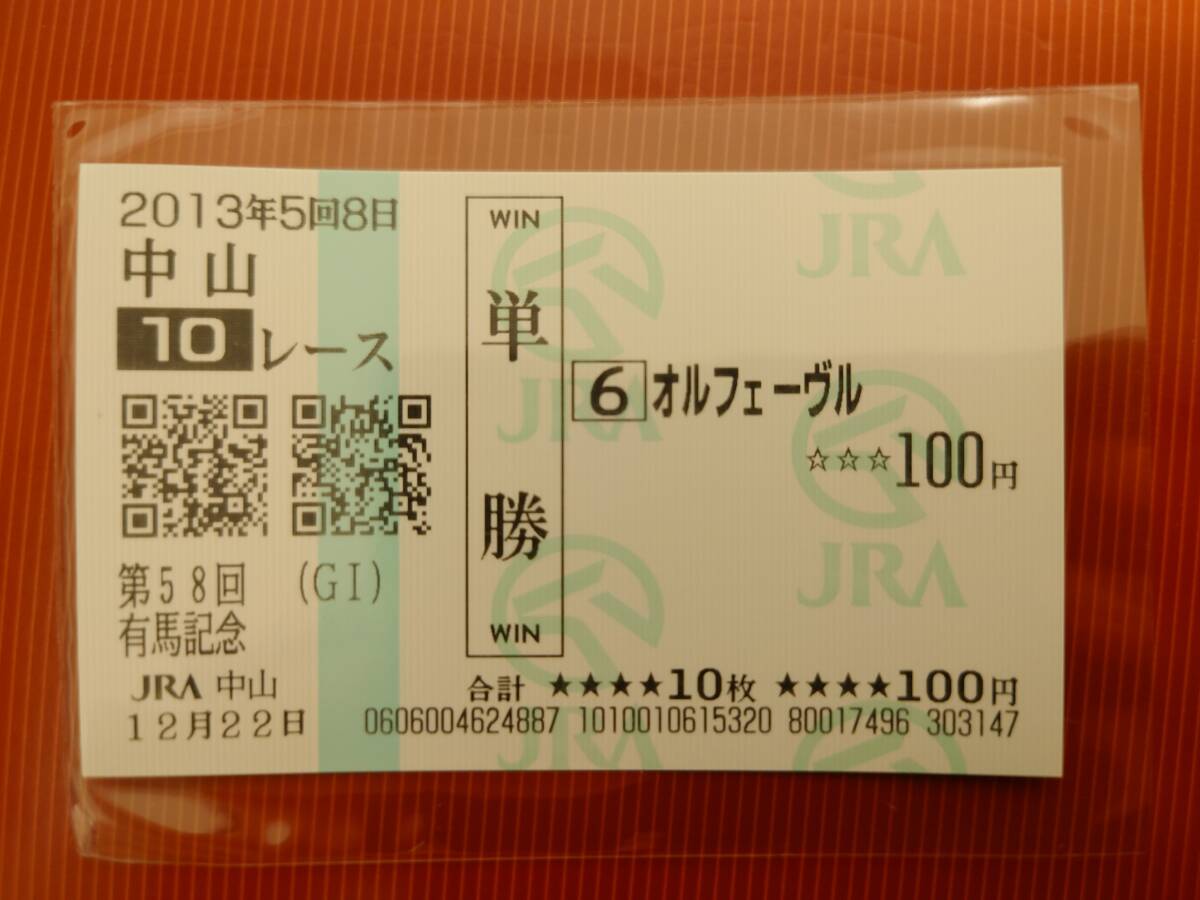 2013年5回8日
中山
10レース
第58回 (GI)
有馬記念
JRA 中山
12月22日
WIN
単勝
WIN
6 オルフェーヴル
☆☆☆100円
合計 ★★★★10枚 ★★★★100円
0606004624887 1010010615320 80017496 303147
JRA
JRA
JRA
JRA